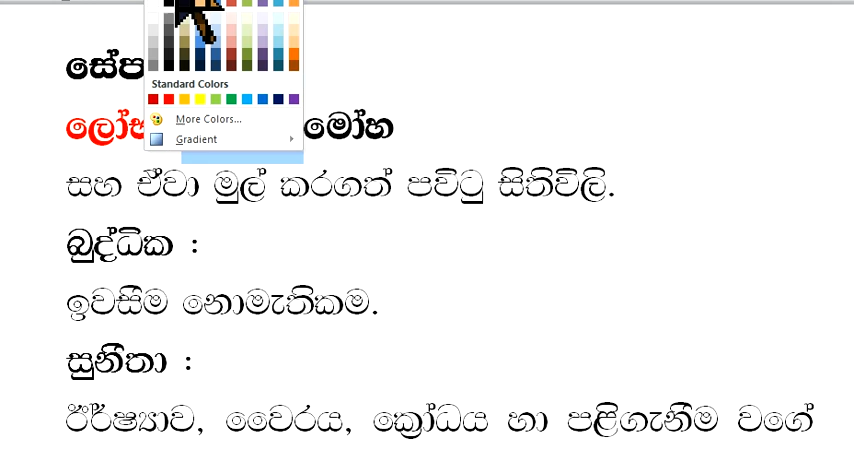 Standard Colors
More Colors...
Gradient
මෝහ
සහ ඒවා මුල් කරගත් පවිටු සිතිවිලි.
බුද්ධික :
ඉවසීම නොමැතිකම.
සුනීතා :
ඊර්ෂ්‍යාව, වෛරය, ක්‍රෝධය හා පළිගැනීම වගේ